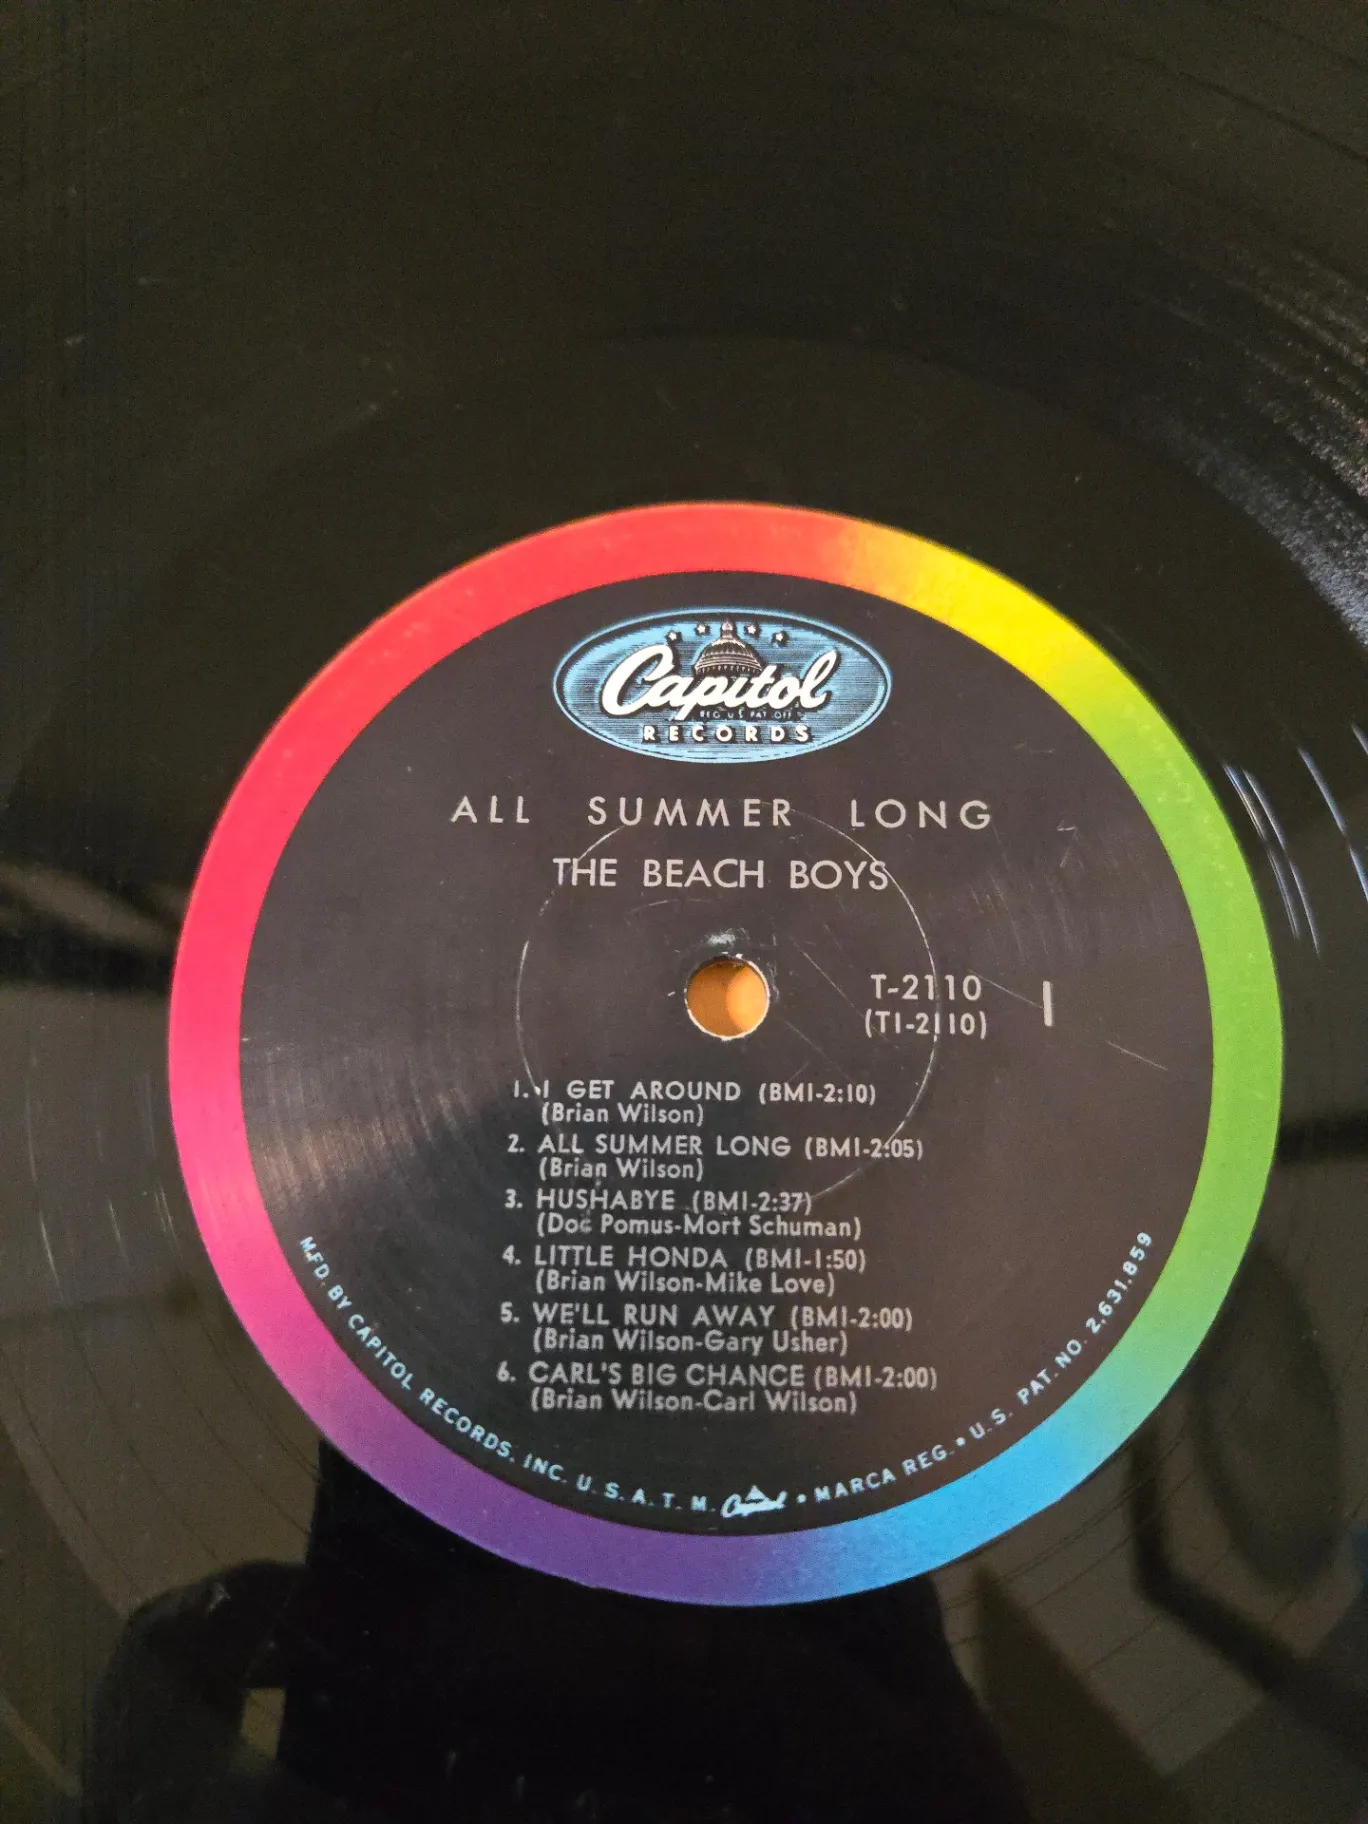 Capitol
REG. U.S. PAT. OFF.
RECORDS
ALL SUMMER LONG
THE BEACH BOYS
T-2110
(T1-2110)
1
1. I GET AROUND (BMI-2:10)
(Brian Wilson)
2. ALL SUMMER LONG (BMI-2:05)
(Brian Wilson)
3. HUSHABYE (BMI-2:37)
(Doc Pomus-Mort Schuman)
4. LITTLE HONDA (BMI-1:50)
(Brian Wilson-Mike Love)
5. WE'LL RUN AWAY (BMI-2:00)
(Brian Wilson-Gary Usher)
6. CARL'S BIG CHANCE (BMI-2:00)
(Brian Wilson-Carl Wilson)
MFD. BY CAPITOL RECORDS, INC. U.S.A. T.M. Capitol • MARCA REG. • U.S. PAT. NO. 2,631,859